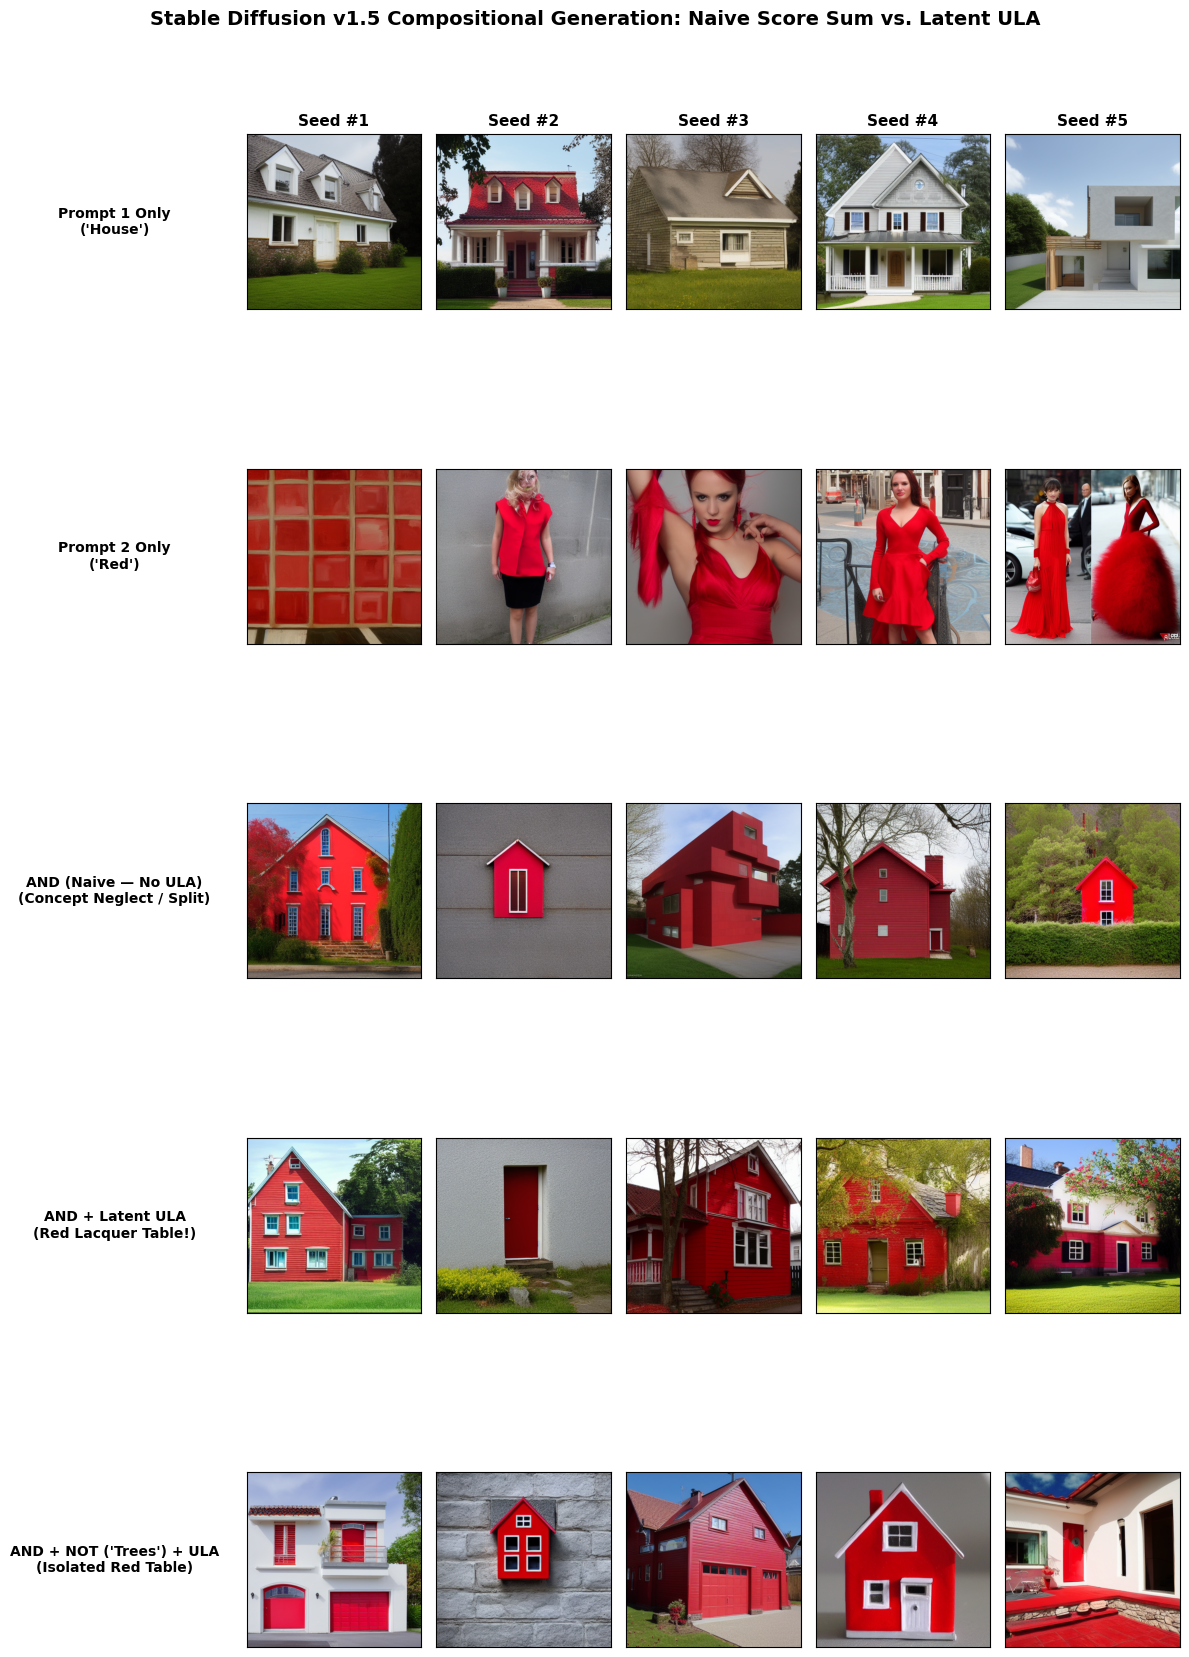 Stable Diffusion v1.5 Compositional Generation: Naive Score Sum vs. Latent ULA
Seed #1
Seed #2
Seed #3
Seed #4
Seed #5
Prompt 1 Only
('House')
Prompt 2 Only
('Red')
AND (Naive — No ULA)
(Concept Neglect / Split)
AND + Latent ULA
(Red Lacquer Table!)
AND + NOT ('Trees') + ULA
(Isolated Red Table)